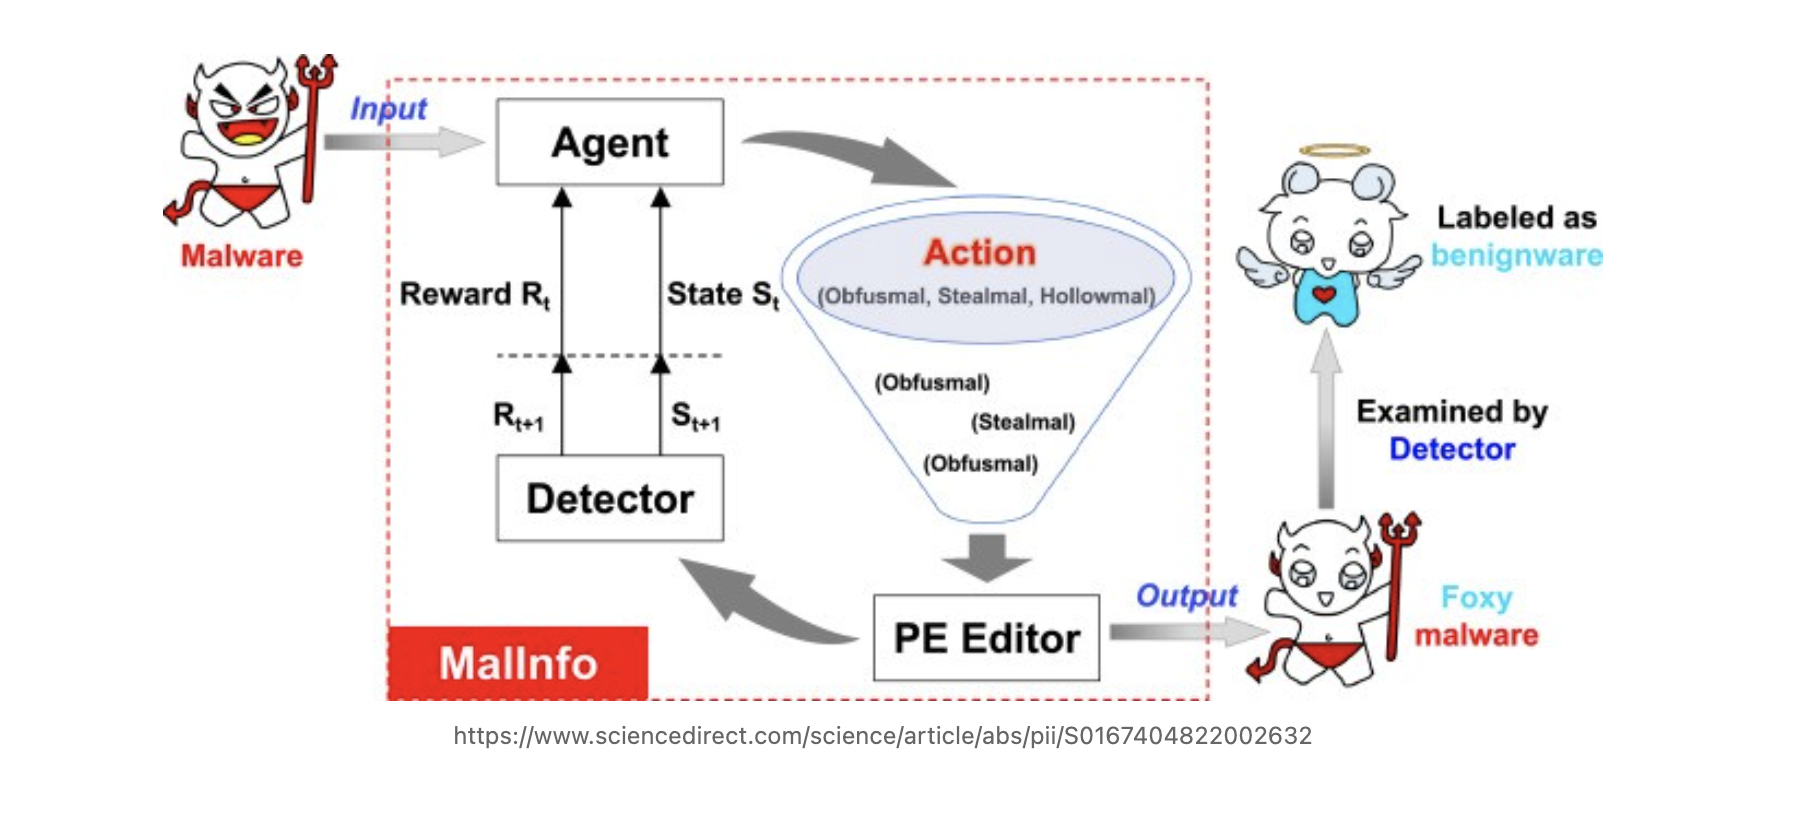 Input
Malware
Agent
Reward Rt
State St
Rt+1
St+1
Detector
MalInfo
Action
(Obfusmal, Stealmal, Hollowmal)
(Obfusmal)
(Stealmal)
(Obfusmal)
PE Editor
Output
Labeled as
benignware
Examined by
Detector
Foxy
malware
https://www.sciencedirect.com/science/article/abs/pii/S0167404822002632